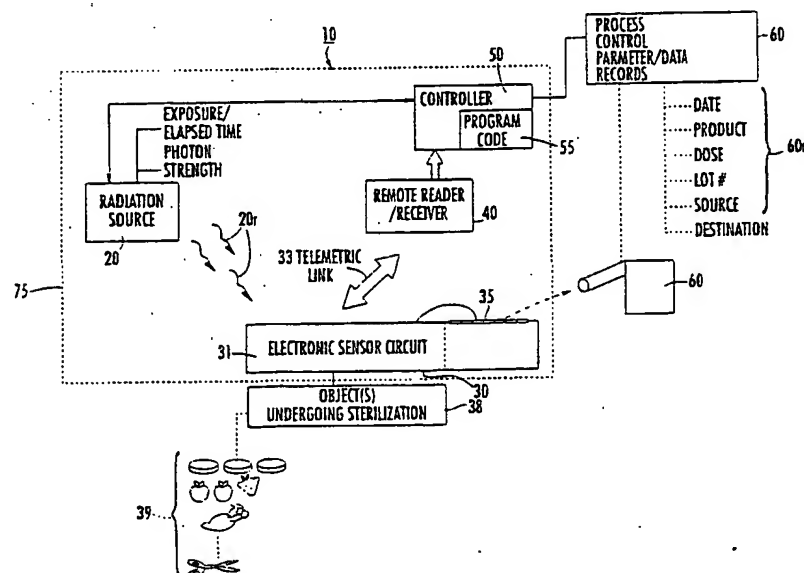 10
50
CONTROLLER
PROGRAM
CODE
55
PROCESS
CONTROL
PARMETER/DATA
RECORDS
60
DATE
PRODUCT
DOSE
LOT #
SOURCE
DESTINATION
60r
EXPOSURE/
ELAPSED TIME
PHOTON
STRENGTH
RADIATION
SOURCE
20
20r
REMOTE READER
/RECEIVER
40
33 TELEMETRIC
LINK
75
35
60
31
ELECTRONIC SENSOR CIRCUIT
30
OBJECT(S)
UNDERGOING STERILIZATION
38
39